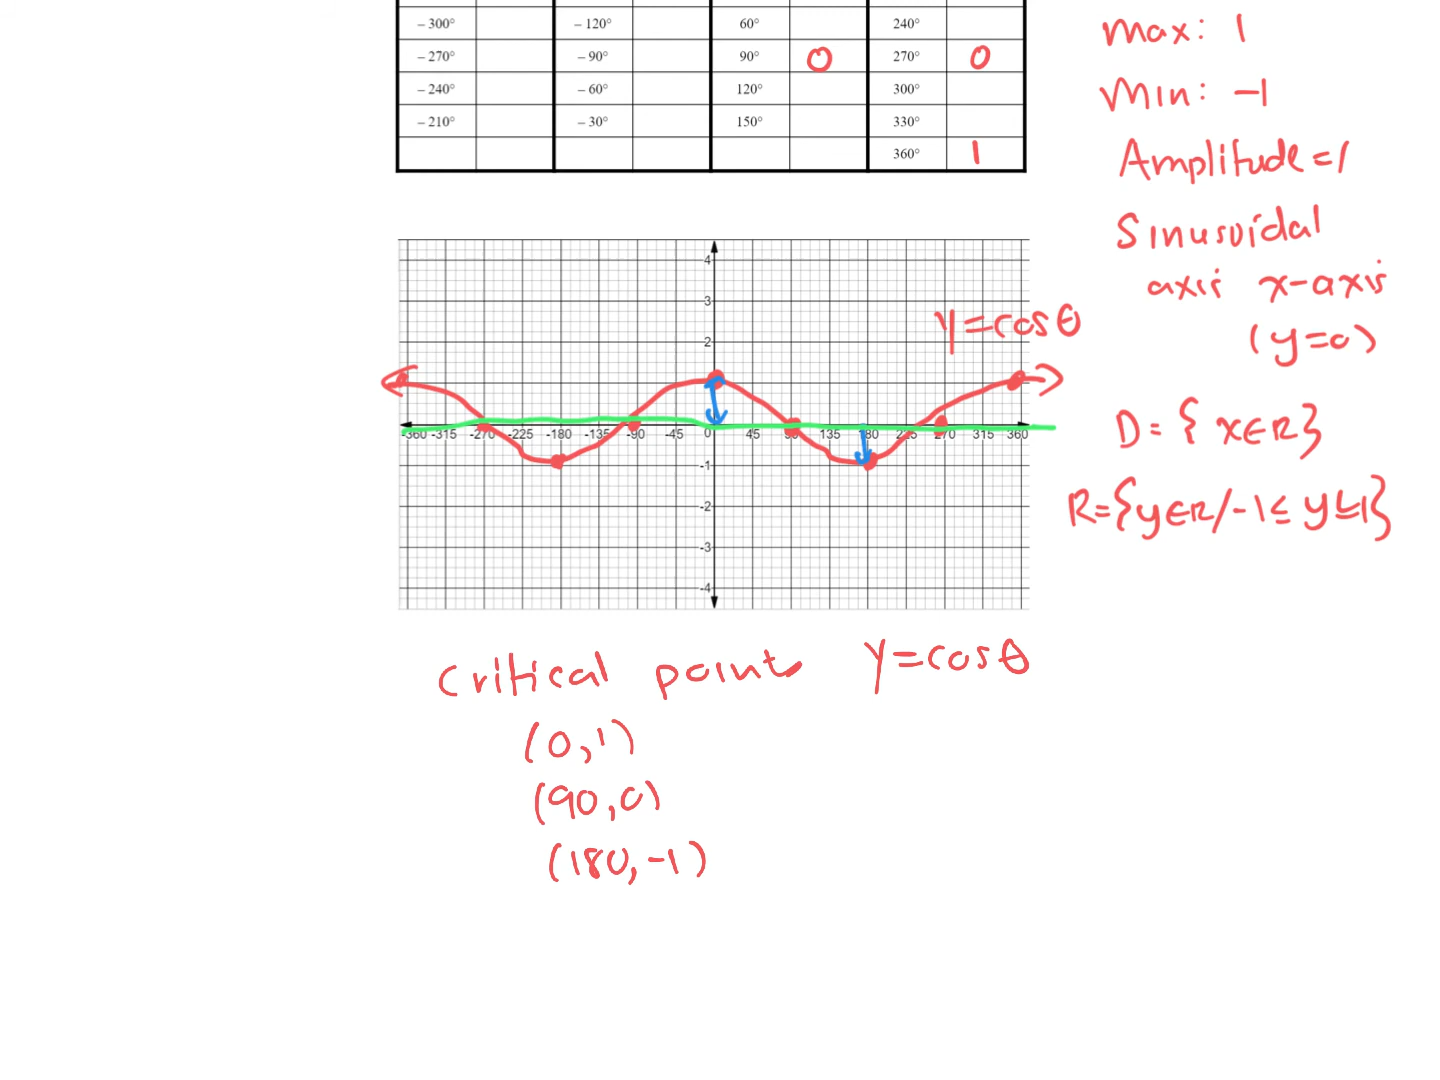 – 300° – 120° 60° 240°
– 270° – 90° 90° 0 270° 0
– 240° – 60° 120° 300°
– 210° – 30° 150° 330°
360° 1
max: 1
Min: -1
Amplitude=1
Sinusoidal
axis x-axis
(y=0)
D = { x∈R}
R={y∈R/-1≤ y≤1}
4
3
2
y=cosθ
-360 -315 -270 -225 -180 -135 -90 -45 0 45 90 135 180 225 270 315 360
-1
-2
-3
-4
Critical points y=cosθ
(0,1)
(90,0)
(180,-1)